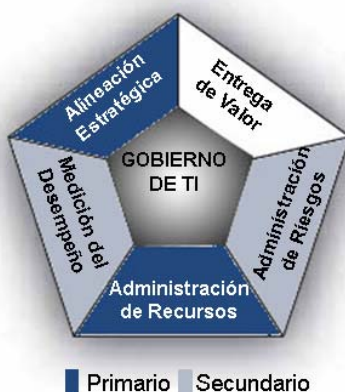 Alineación
Estratégica
Entrega
de Valor
GOBIERNO
DE TI
Medición del
Desempeño
Administración
de Riesgos
Administración
de Recursos
Primario Secundario